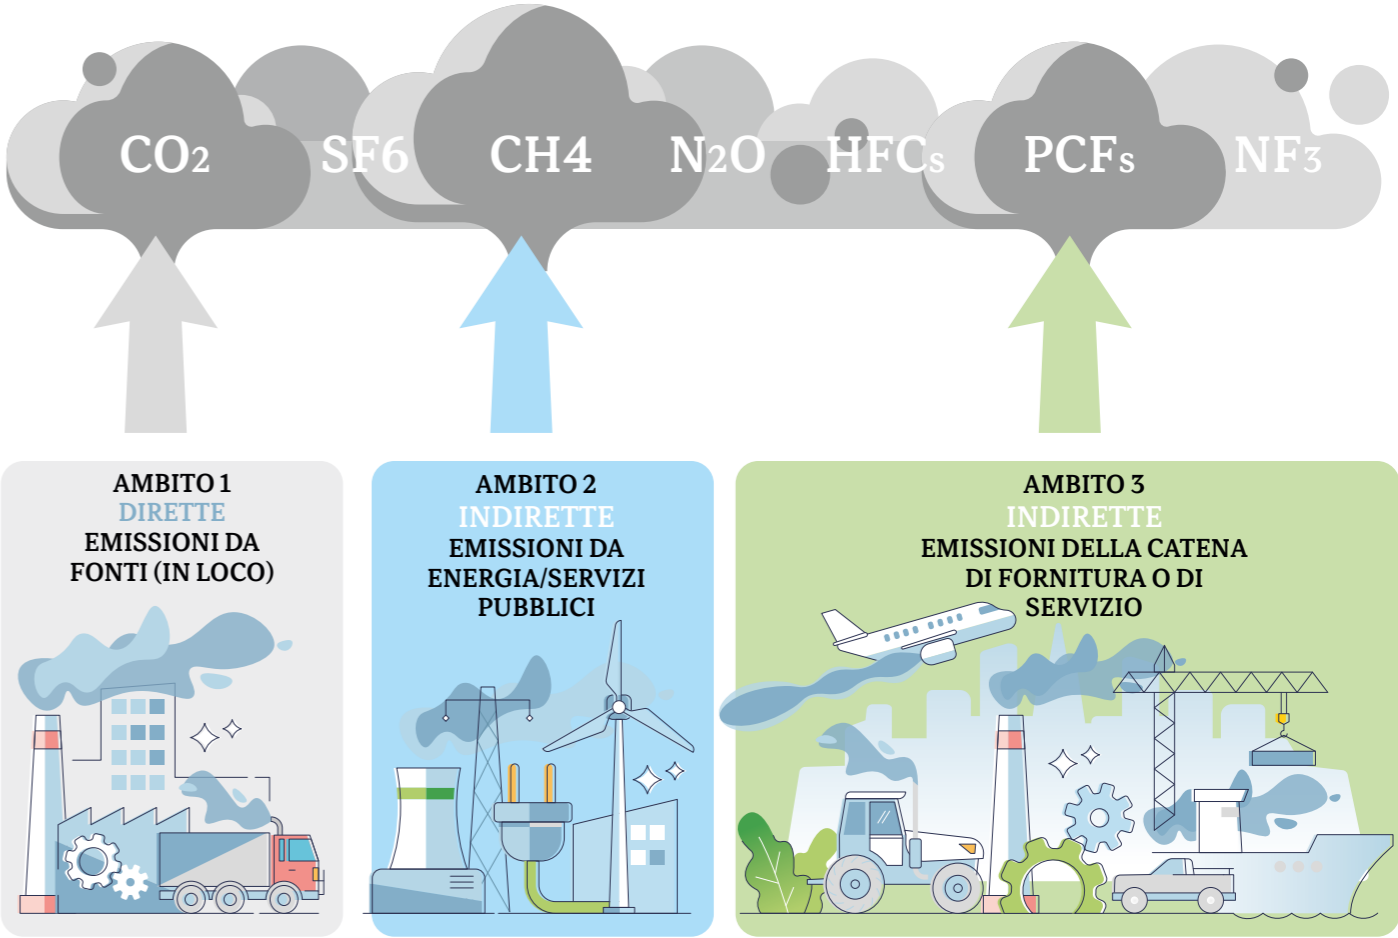 CO2 SF6 CH4 N2O HFCs PCFs NF3
AMBITO 1
DIRETTE
EMISSIONI DA
FONTI (IN LOCO)
AMBITO 2
INDIRETTE
EMISSIONI DA
ENERGIA/SERVIZI
PUBBLICI
AMBITO 3
INDIRETTE
EMISSIONI DELLA CATENA
DI FORNITURA O DI
SERVIZIO